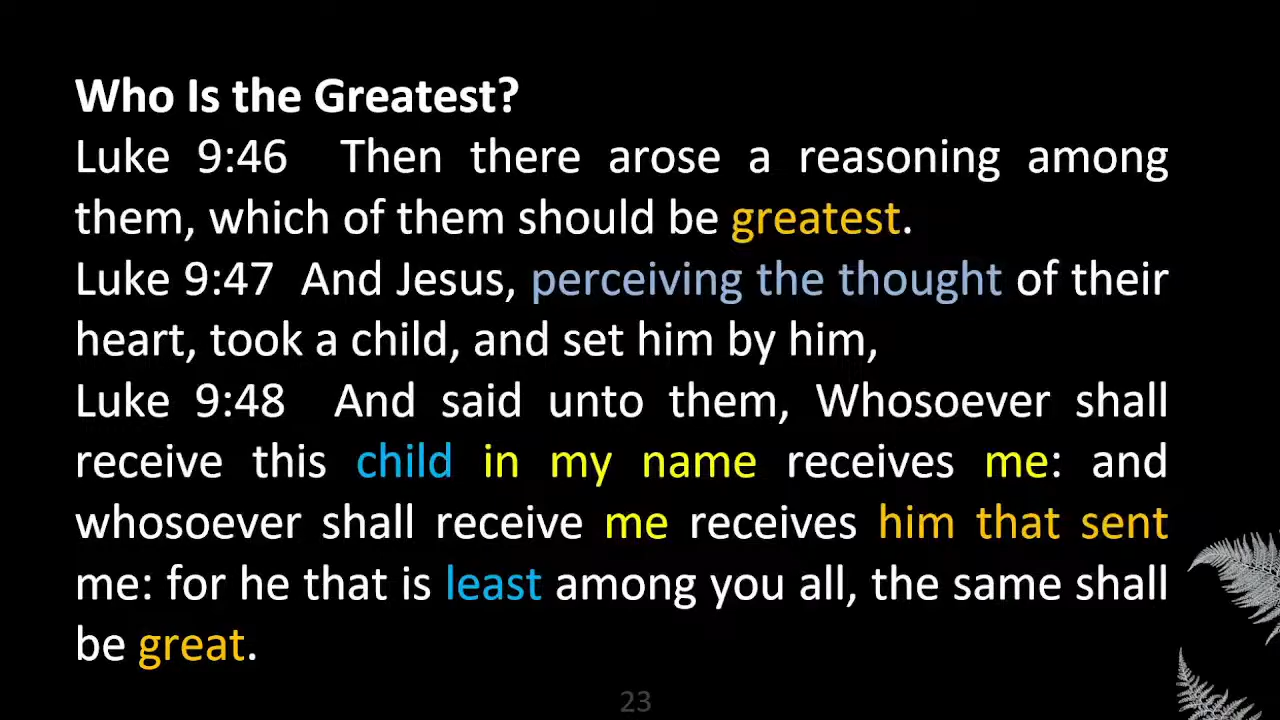 Who Is the Greatest?
Luke 9:46 Then there arose a reasoning among
them, which of them should be greatest.
Luke 9:47 And Jesus, perceiving the thought of their
heart, took a child, and set him by him,
Luke 9:48 And said unto them, Whosoever shall
receive this child in my name receives me: and
whosoever shall receive me receives him that sent
me: for he that is least among you all, the same shall
be great.
23